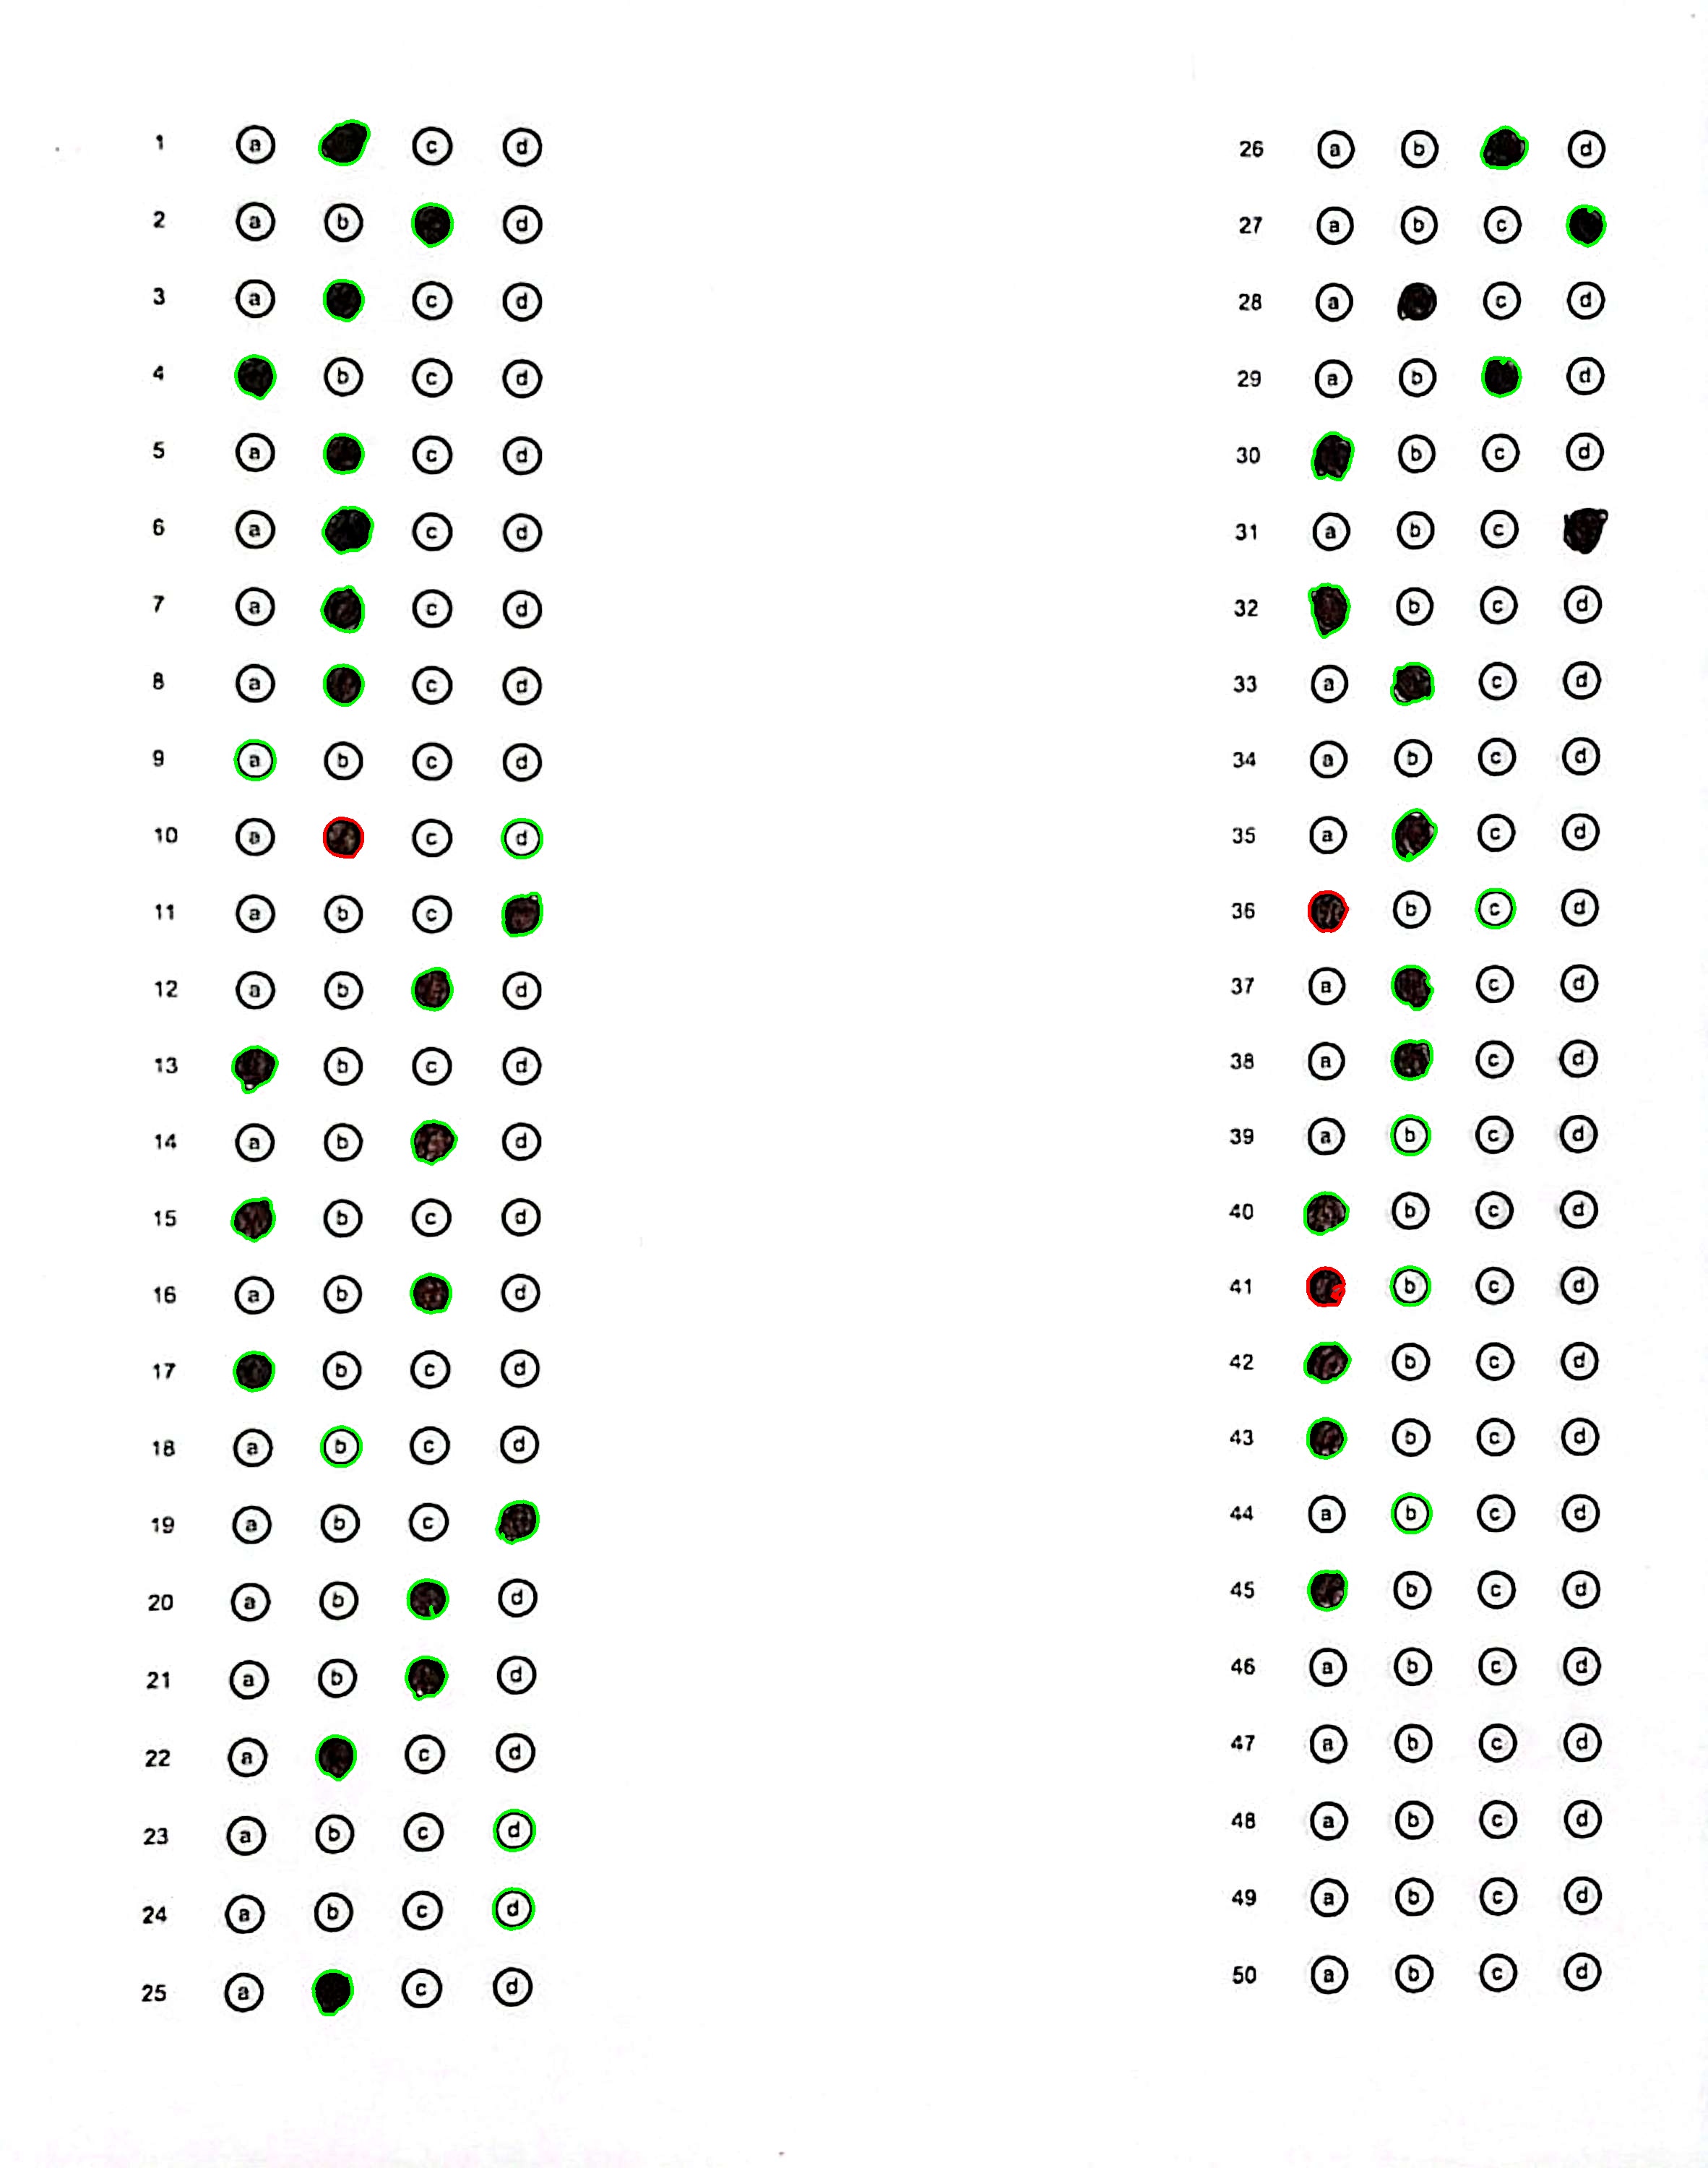 1 a c d
2 a b d
3 a c d
4 b c d
5 a c d
6 a c d
7 a c d
8 a c d
9 a b c d
10 a c d
11 a b c
12 a b d
13 b c d
14 a b d
15 b c d
16 a b d
17 b c d
18 a b c d
19 a b c
20 a b d
21 a b d
22 a c d
23 a b c d
24 a b c d
25 a c d
26 a b d
27 a b c
28 a c d
29 a b d
30 b c d
31 a b c
32 b c d
33 a c d
34 a b c d
35 a c d
36 b c d
37 a c d
38 a c d
39 a b c d
40 b c d
41 b c d
42 b c d
43 b c d
44 a b c d
45 b c d
46 a b c d
47 a b c d
48 a b c d
49 a b c d
50 a b c d